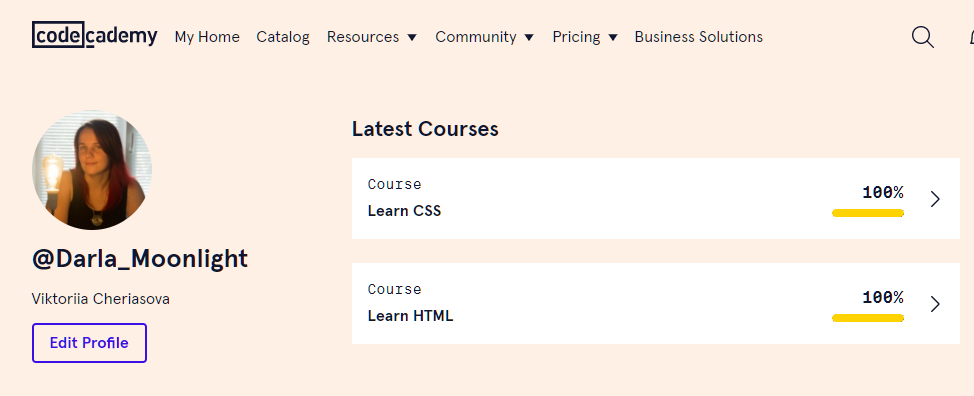 codecademy My Home Catalog Resources Community Pricing Business Solutions
Latest Courses
Course
Learn CSS
100%
Course
Learn HTML
100%
@Darla_Moonlight
Viktoriia Cheriasova
Edit Profile